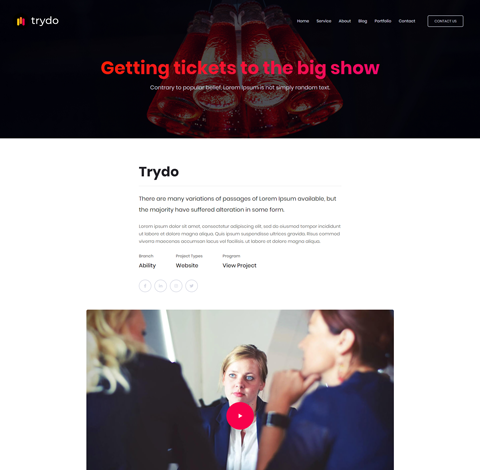 trydo
Home Service About Blog Portfolio Contact CONTACT US
Getting tickets to the big show
Contrary to popular belief. Lorem Ipsum is not simply random text.
Trydo
There are many variations of passages of Lorem Ipsum available, but
the majority have suffered alteration in some form.
Lorem ipsum dolor sit amet, consectetur adipiscing elit, sed do eiusmod tempor incididunt
ut labore et dolore magna aliqua. Quis ipsum suspendisse ultrices gravida. Risus commod
viverra maecenas accumsan lacus vel facilisis. ut labore et dolore magna aliqua.
Branch Project Types Program
Ability Website View Project